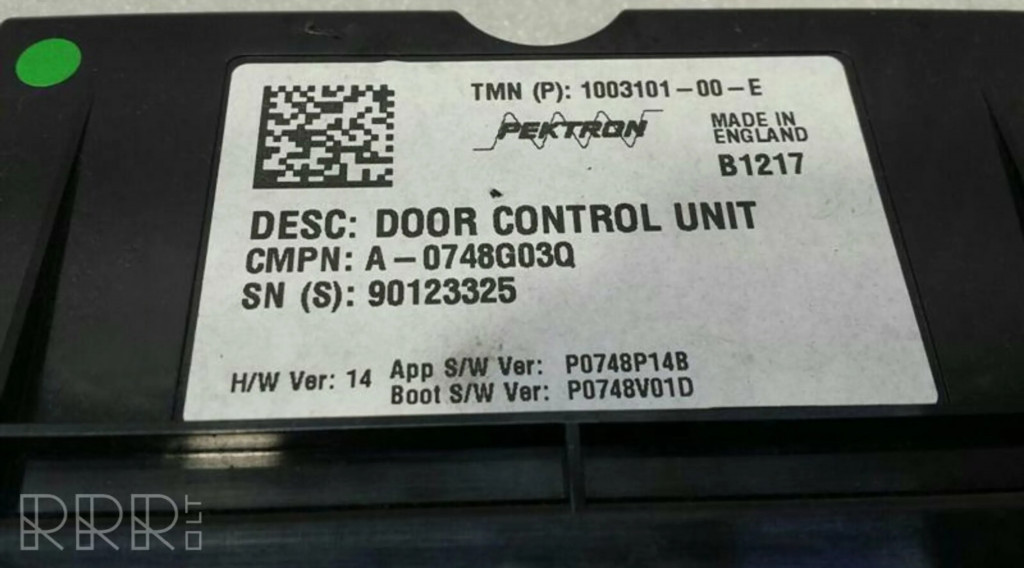 TMN (P): 1003101-00-E
PEKTRON
MADE IN
ENGLAND
B1217
DESC: DOOR CONTROL UNIT
CMPN: A-0748G03Q
SN (S): 90123325
H/W Ver: 14
App S/W Ver: P0748P14B
Boot S/W Ver: P0748V01D
RRR.LT